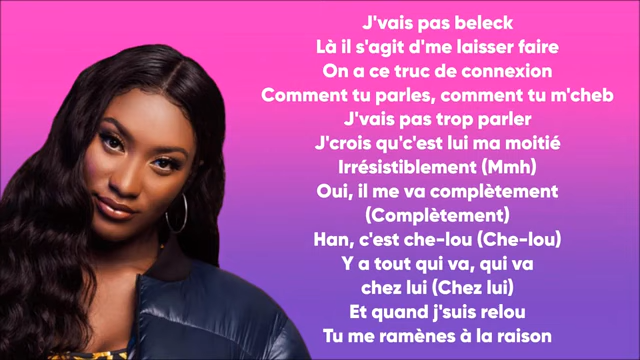 J'vais pas beleck
Là il s'agit d'me laisser faire
On a ce truc de connexion
Comment tu parles, comment tu m'cheb
J'vais pas trop parler
J'crois qu'c'est lui ma moitié
Irrésistiblement (Mmh)
Oui, il me va complètement
(Complètement)
Han, c'est che-lou (Che-lou)
Y a tout qui va, qui va
chez lui (Chez lui)
Et quand j'suis relou
Tu me ramènes à la raison